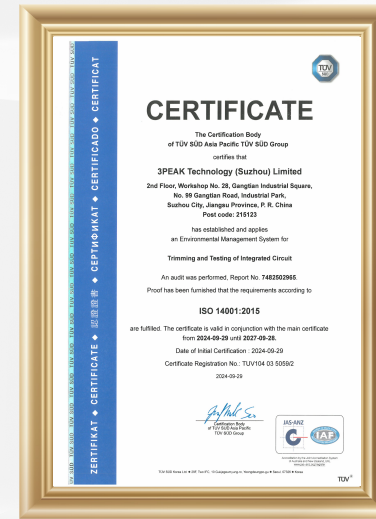 TÜV
SÜD
CERTIFICATE
The Certification Body
of TÜV SÜD Asia Pacific TÜV SÜD Group
certifies that
3PEAK Technology (Suzhou) Limited
2nd Floor, Workshop No. 28, Gangtian Industrial Square,
No. 99 Gangtian Road, Industrial Park,
Suzhou City, Jiangsu Province, P. R. China
Post code: 215123
has established and applies
an Environmental Management System for
Trimming and Testing of Integrated Circuit
An audit was performed, Report No. 7482502965.
Proof has been furnished that the requirements according to
ISO 14001:2015
are fulfilled. The certificate is valid in conjunction with the main certificate
from 2024-09-29 until 2027-09-28.
Date of Initial Certification : 2024-09-29
Certificate Registration No.: TUV104 03 5059/2
2024-09-29
Certification Body
of TÜV SÜD Asia Pacific
TÜV SÜD Group
JAS-ANZ
C
IAF
TÜV®
ZERTIFIKAT ◆ CERTIFICATE ◆ 認證證書 ◆ СЕРТИФИКАТ ◆ CERTIFICADO ◆ CERTIFICAT